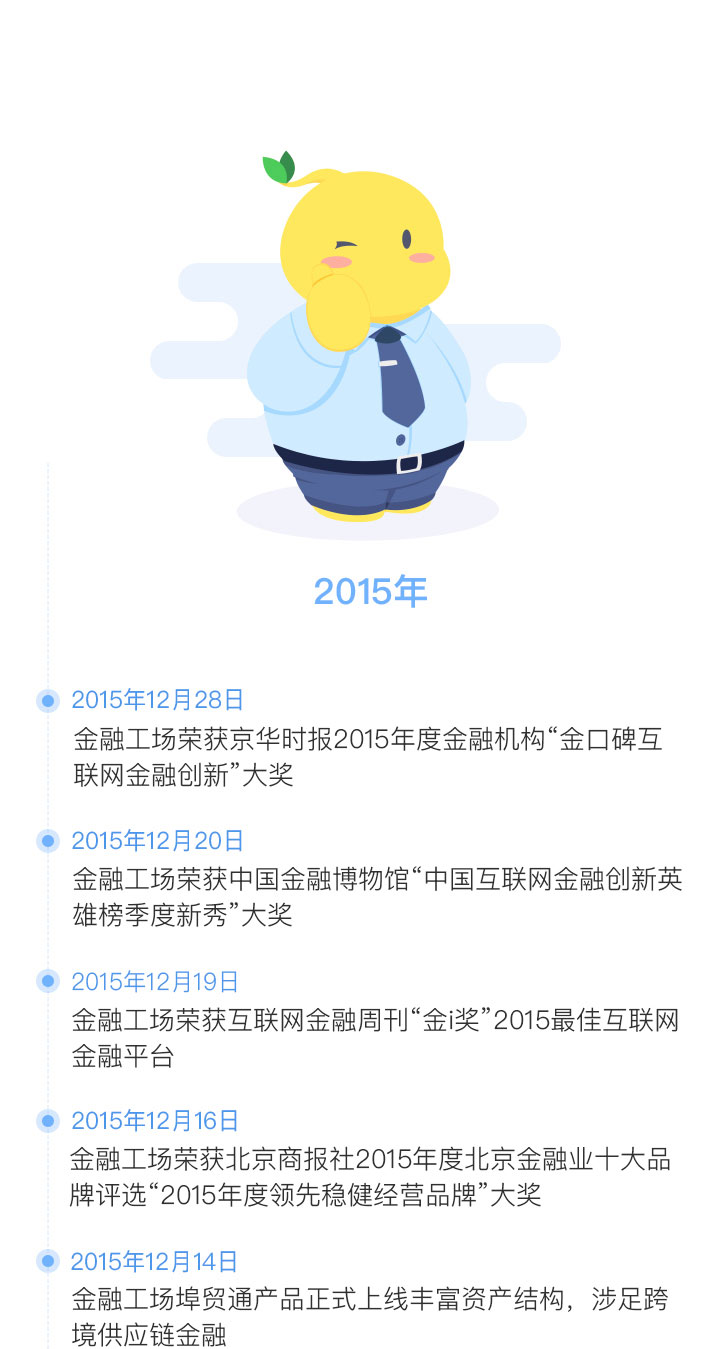 2015年
2015年12月28日
金融工场荣获京华时报2015年度金融机构“金口碑互
联网金融创新”大奖
2015年12月20日
金融工场荣获中国金融博物馆“中国互联网金融创新英
雄榜季度新秀”大奖
2015年12月19日
金融工场荣获互联网金融周刊“金i奖”2015最佳互联网
金融平台
2015年12月16日
金融工场荣获北京商报社2015年度北京金融业十大品
牌评选“2015年度领先稳健经营品牌”大奖
2015年12月14日
金融工场埠贸通产品正式上线丰富资产结构，涉足跨
境供应链金融